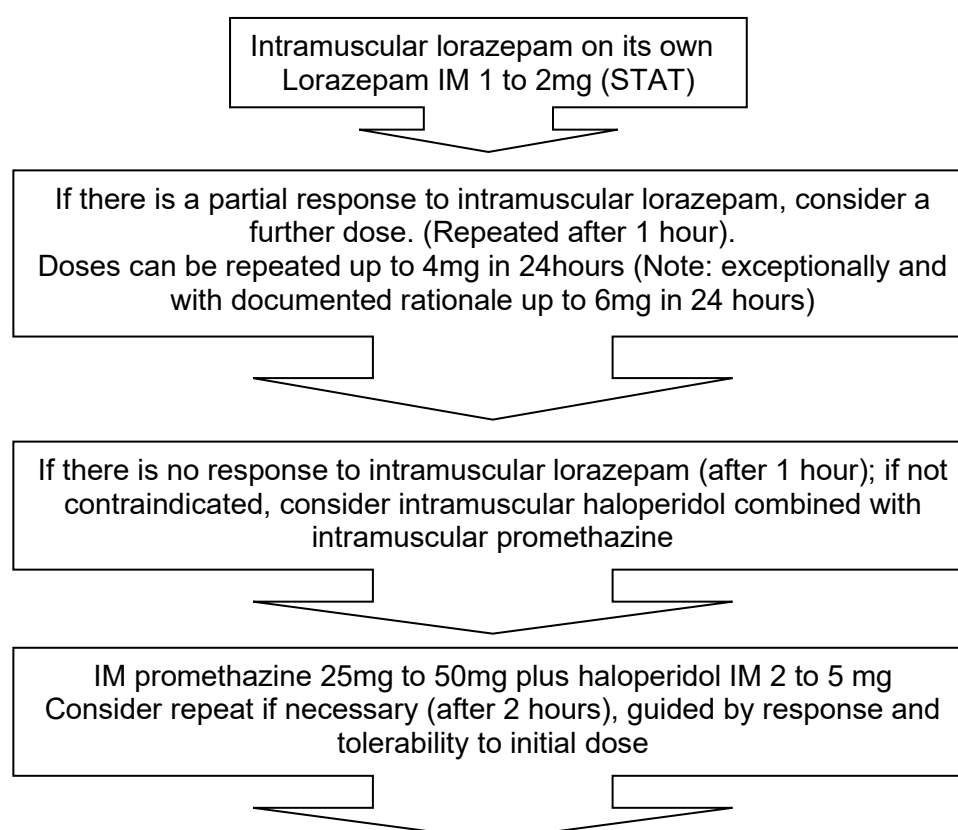 Intramuscular lorazepam on its own
Lorazepam IM 1 to 2mg (STAT)
If there is a partial response to intramuscular lorazepam, consider a
further dose. (Repeated after 1 hour).
Doses can be repeated up to 4mg in 24hours (Note: exceptionally and
with documented rationale up to 6mg in 24 hours)
If there is no response to intramuscular lorazepam (after 1 hour); if not
contraindicated, consider intramuscular haloperidol combined with
intramuscular promethazine
IM promethazine 25mg to 50mg plus haloperidol IM 2 to 5 mg
Consider repeat if necessary (after 2 hours), guided by response and
tolerability to initial dose